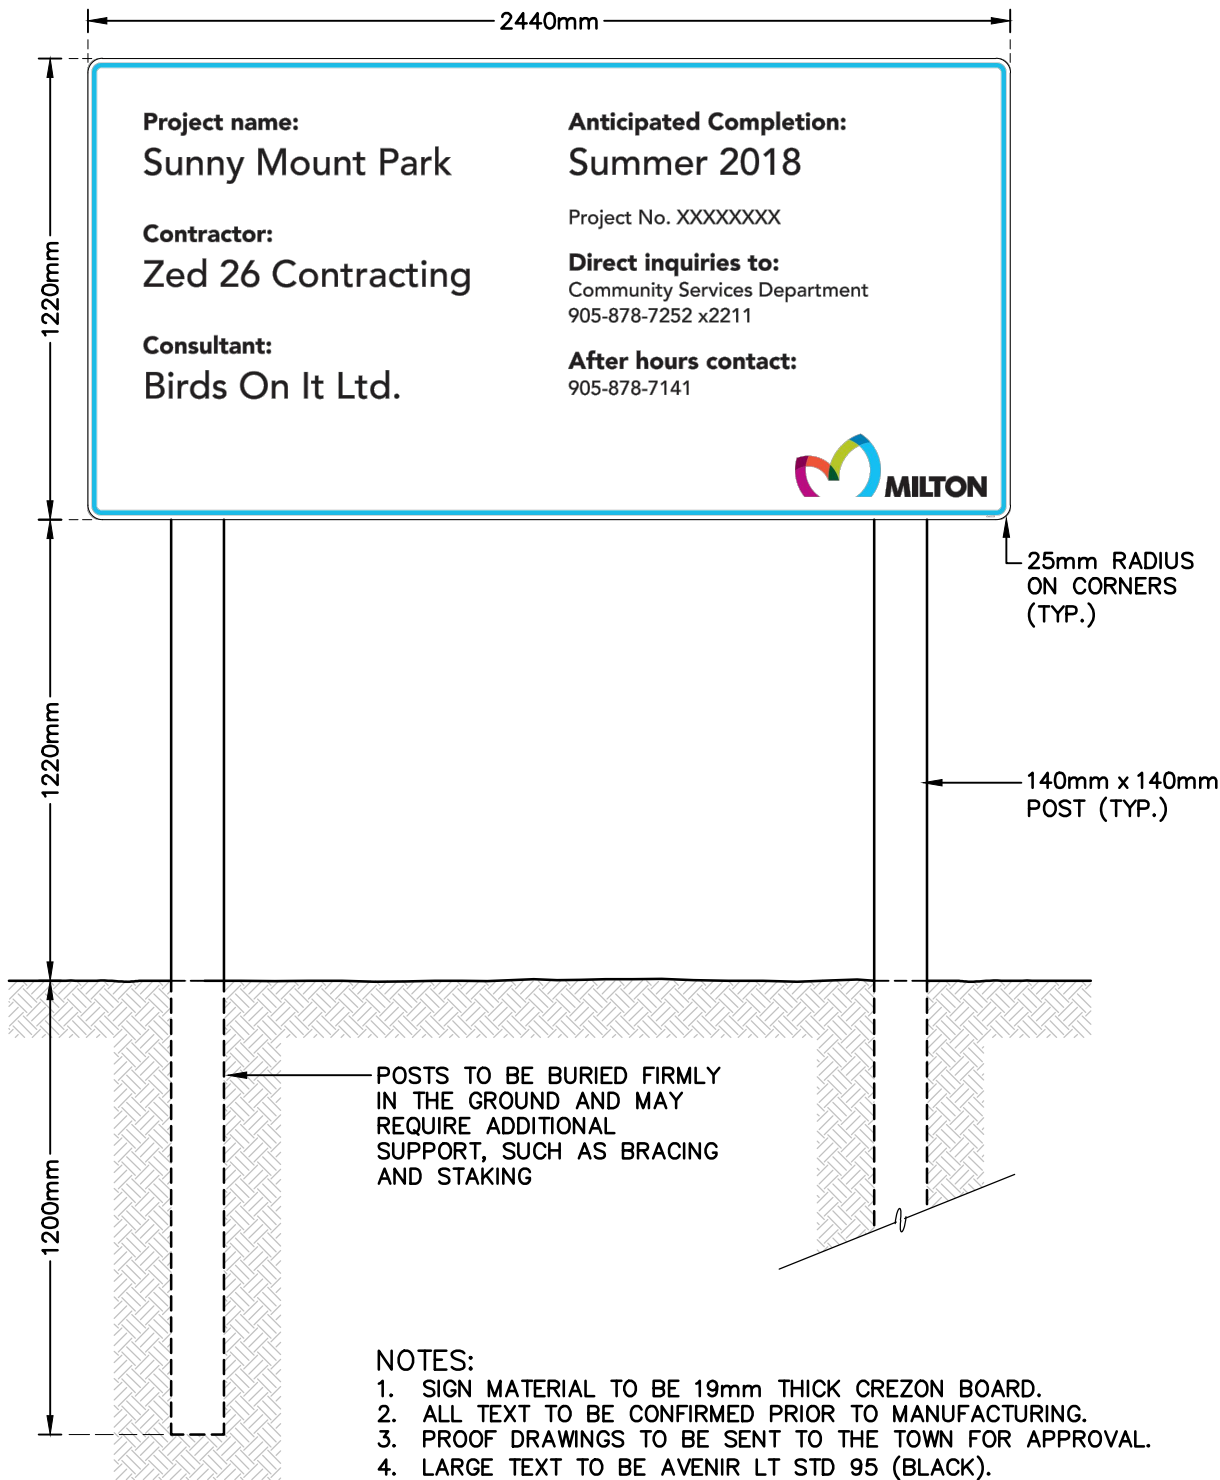 2440mm
1220mm
Project name:
Sunny Mount Park
Contractor:
Zed 26 Contracting
Consultant:
Birds On It Ltd.
Anticipated Completion:
Summer 2018
Project No. XXXXXXXX
Direct inquiries to:
Community Services Department
905-878-7252 x2211
After hours contact:
905-878-7141
MILTON
25mm RADIUS
ON CORNERS
(TYP.)
1220mm
140mm x 140mm
POST (TYP.)
POSTS TO BE BURIED FIRMLY
IN THE GROUND AND MAY
REQUIRE ADDITIONAL
SUPPORT, SUCH AS BRACING
AND STAKING
1200mm
NOTES:
1. SIGN MATERIAL TO BE 19mm THICK CREZON BOARD.
2. ALL TEXT TO BE CONFIRMED PRIOR TO MANUFACTURING.
3. PROOF DRAWINGS TO BE SENT TO THE TOWN FOR APPROVAL.
4. LARGE TEXT TO BE AVENIR LT STD 95 (BLACK).